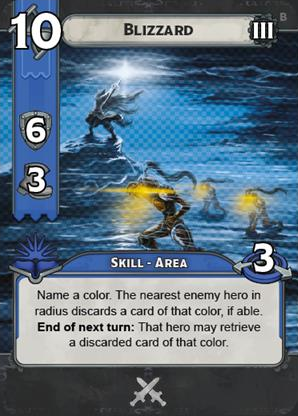 10
BLIZZARD
III
B
6
3
SKILL - AREA
3
Name a color. The nearest enemy hero in
radius discards a card of that color, if able.
End of next turn: That hero may retrieve
a discarded card of that color.